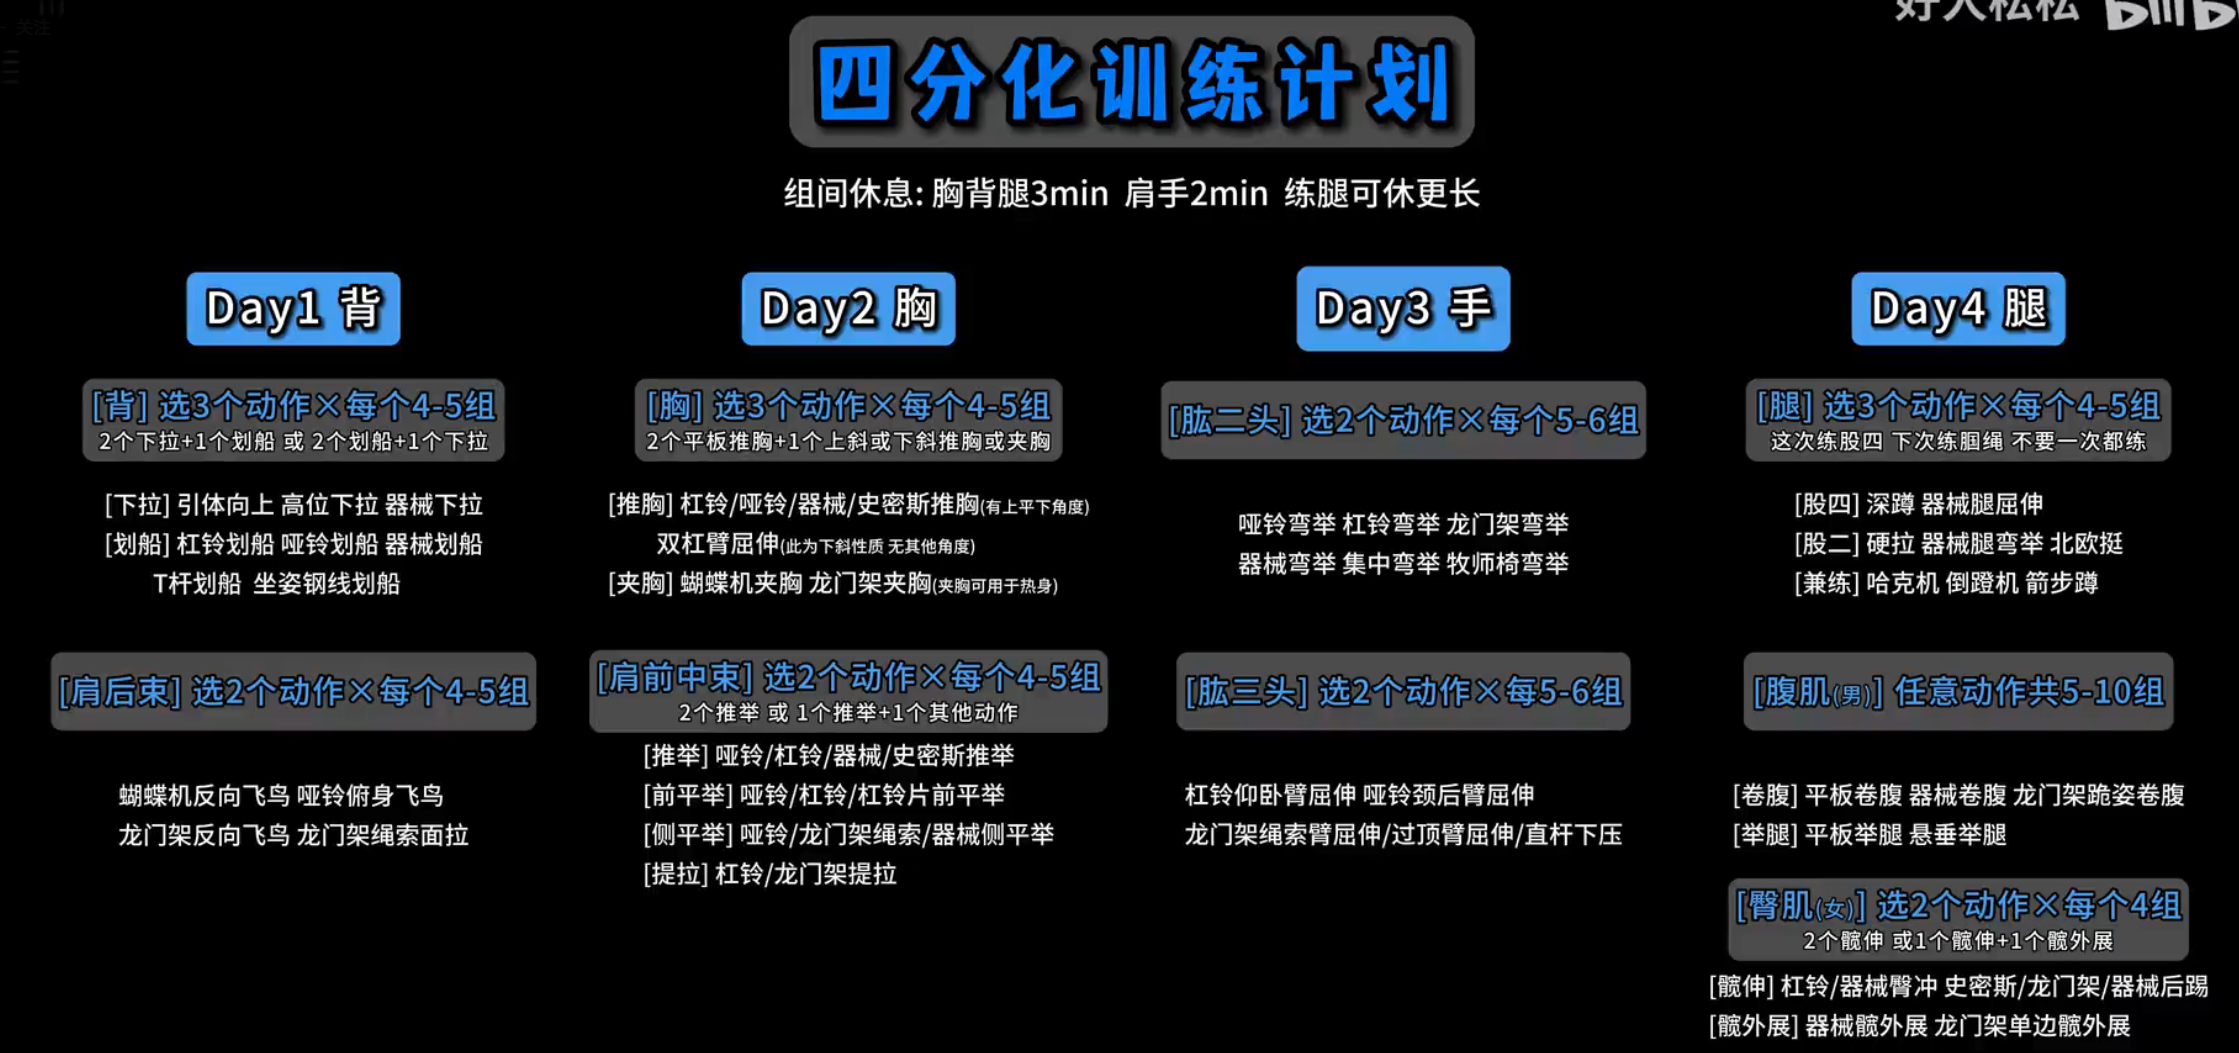 关注
好人松松
四分化训练计划
组间休息: 胸背腿3min 肩手2min 练腿可休更长
Day1 背
[背] 选3个动作×每个4-5组
2个下拉+1个划船 或 2个划船+1个下拉
[下拉] 引体向上 高位下拉 器械下拉
[划船] 杠铃划船 哑铃划船 器械划船
T杆划船 坐姿钢线划船
[肩后束] 选2个动作×每个4-5组
蝴蝶机反向飞鸟 哑铃俯身飞鸟
龙门架反向飞鸟 龙门架绳索面拉
Day2 胸
[胸] 选3个动作×每个4-5组
2个平板推胸+1个上斜或下斜推胸或夹胸
[推胸] 杠铃/哑铃/器械/史密斯推胸(有上平下角度)
双杠臂屈伸(此为下斜性质 无其他角度)
[夹胸] 蝴蝶机夹胸 龙门架夹胸(夹胸可用于热身)
[肩前中束] 选2个动作×每个4-5组
2个推举 或 1个推举+1个其他动作
[推举] 哑铃/杠铃/器械/史密斯推举
[前平举] 哑铃/杠铃/杠铃片前平举
[侧平举] 哑铃/龙门架绳索/器械侧平举
[提拉] 杠铃/龙门架提拉
Day3 手
[肱二头] 选2个动作×每个5-6组
哑铃弯举 杠铃弯举 龙门架弯举
器械弯举 集中弯举 牧师椅弯举
[肱三头] 选2个动作×每5-6组
杠铃仰卧臂屈伸 哑铃颈后臂屈伸
龙门架绳索臂屈伸/过顶臂屈伸/直杆下压
Day4 腿
[腿] 选3个动作×每个4-5组
这次练股四 下次练腘绳 不要一次都练
[股四] 深蹲 器械腿屈伸
[股二] 硬拉 器械腿弯举 北欧挺
[兼练] 哈克机 倒蹬机 箭步蹲
[腹肌(男)] 任意动作共5-10组
[卷腹] 平板卷腹 器械卷腹 龙门架跪姿卷腹
[举腿] 平板举腿 悬垂举腿
[臀肌(女)] 选2个动作×每个4组
2个髋伸 或1个髋伸+1个髋外展
[髋伸] 杠铃/器械臀冲 史密斯/龙门架/器械后踢
[髋外展] 器械髋外展 龙门架单边髋外展